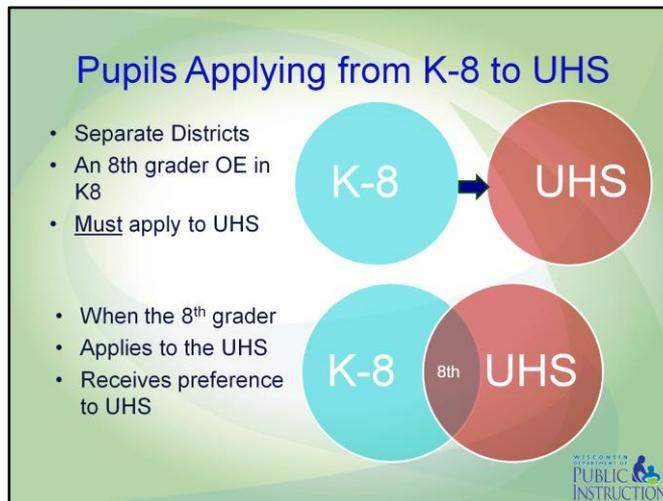 Pupils Applying from K-8 to UHS
• Separate Districts
• An 8th grader OE in
K8
• Must apply to UHS
K-8
UHS
• When the 8th grader
• Applies to the UHS
• Receives preference
to UHS
K-8
8th
UHS
WISCONSIN
DEPARTMENT OF
PUBLIC
INSTRUCTION